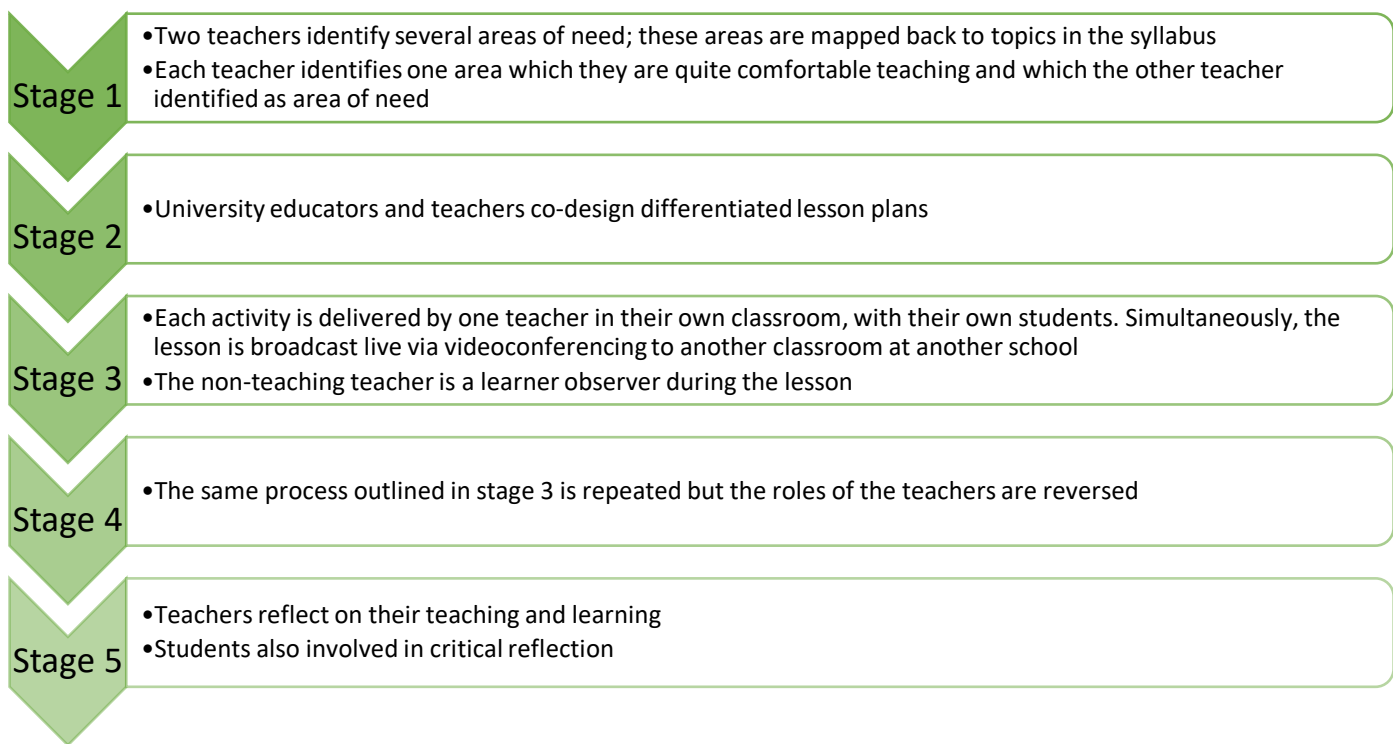 Stage 1
•Two teachers identify several areas of need; these areas are mapped back to topics in the syllabus
•Each teacher identifies one area which they are quite comfortable teaching and which the other teacher
identified as area of need
Stage 2
•University educators and teachers co-design differentiated lesson plans
Stage 3
•Each activity is delivered by one teacher in their own classroom, with their own students. Simultaneously, the
lesson is broadcast live via videoconferencing to another classroom at another school
•The non-teaching teacher is a learner observer during the lesson
Stage 4
•The same process outlined in stage 3 is repeated but the roles of the teachers are reversed
Stage 5
•Teachers reflect on their teaching and learning
•Students also involved in critical reflection